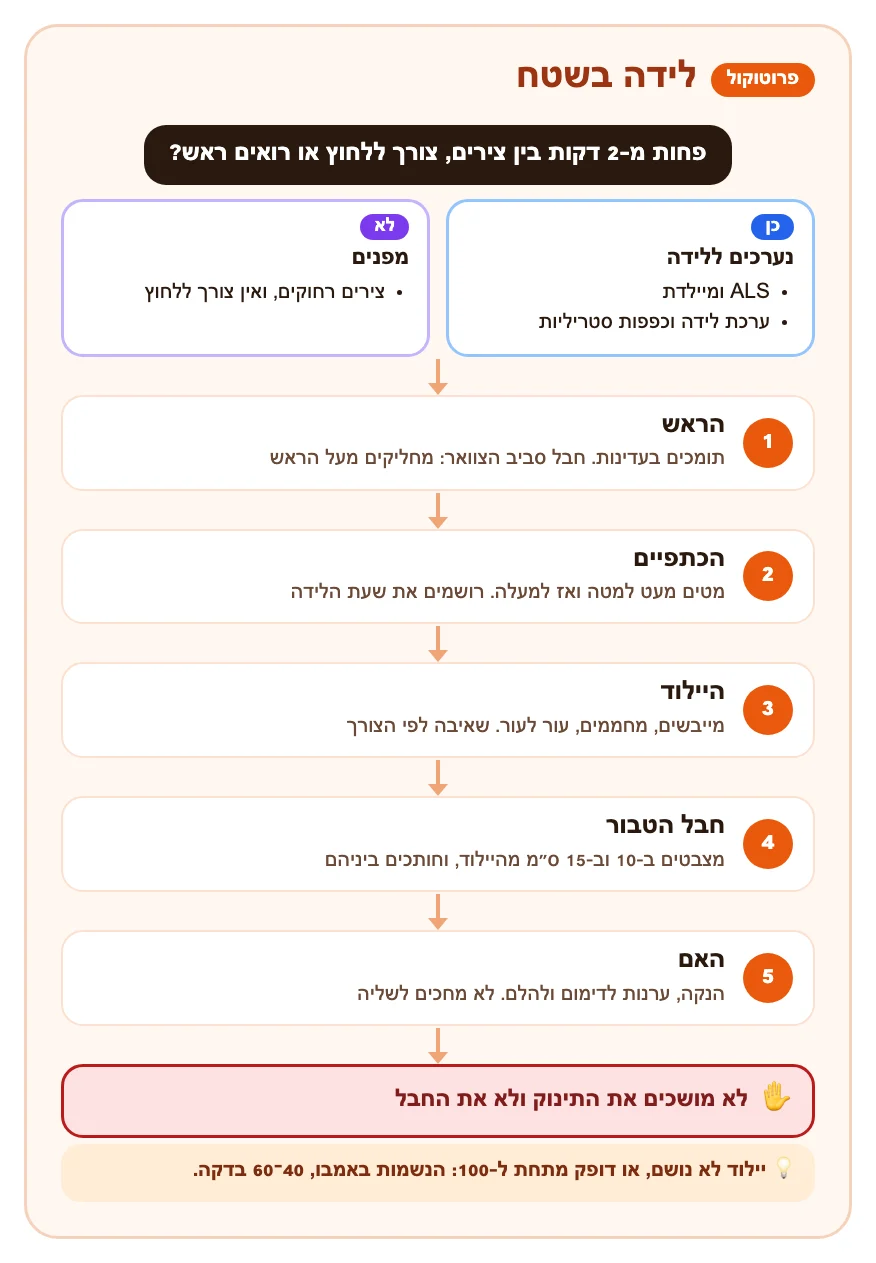 פרוטוקול לידה בשטח
פחות מ-2 דקות בין צירים, צורך ללחוץ או רואים ראש?
כן
נערכים ללידה
• ALS ומיילדת
• ערכת לידה וכפפות סטריליות
לא
מפנים
• צירים רחוקים, ואין צורך ללחוץ
1
הראש
תומכים בעדינות. חבל סביב הצוואר: מחליקים מעל הראש
2
הכתפיים
מטים מעט למטה ואז למעלה. רושמים את שעת הלידה
3
היילוד
מייבשים, מחממים, עור לעור. שאיבה לפי הצורך
4
חבל הטבור
מצבטים ב-10 וב-15 ס״מ מהיילוד, וחותכים ביניהם
5
האם
הנקה, ערנות לדימום ולהלם. לא מחכים לשליה
✋ לא מושכים את התינוק ולא את החבל
💡 יילוד לא נושם, או דופק מתחת ל-100: הנשמות באמבו, 40־60 בדקה.